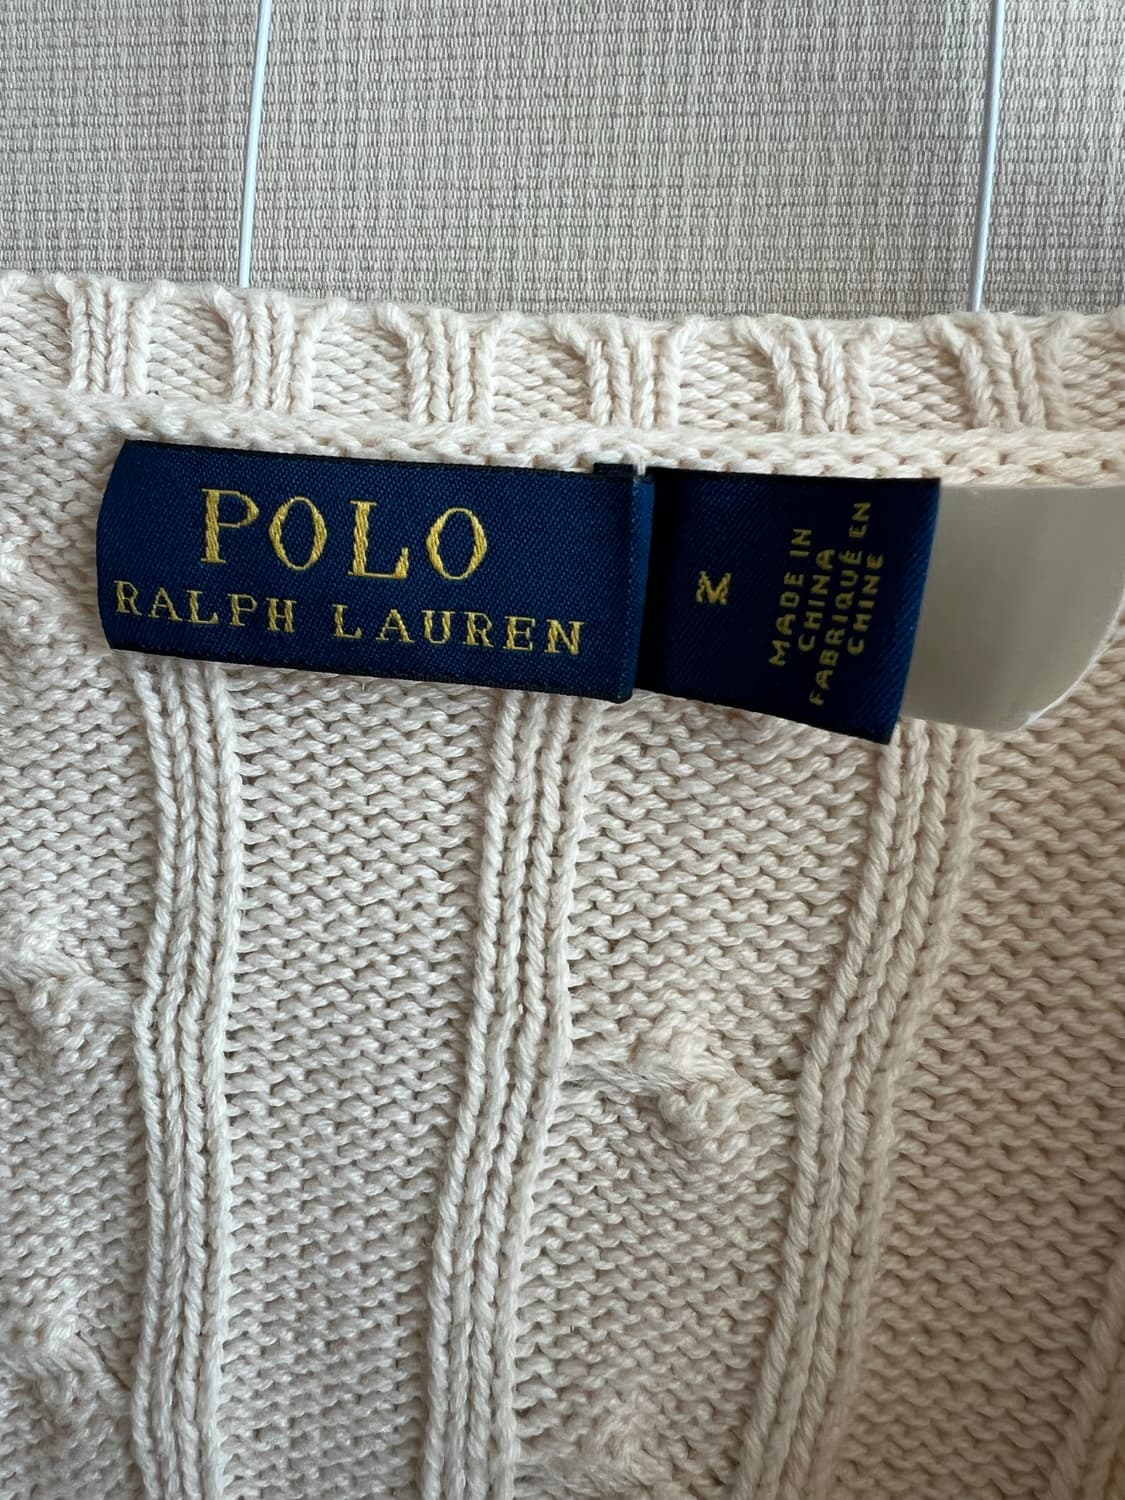 POLO
RALPH LAUREN
M
MADE IN
CHINA
FABRIQUÉ EN
CHINE